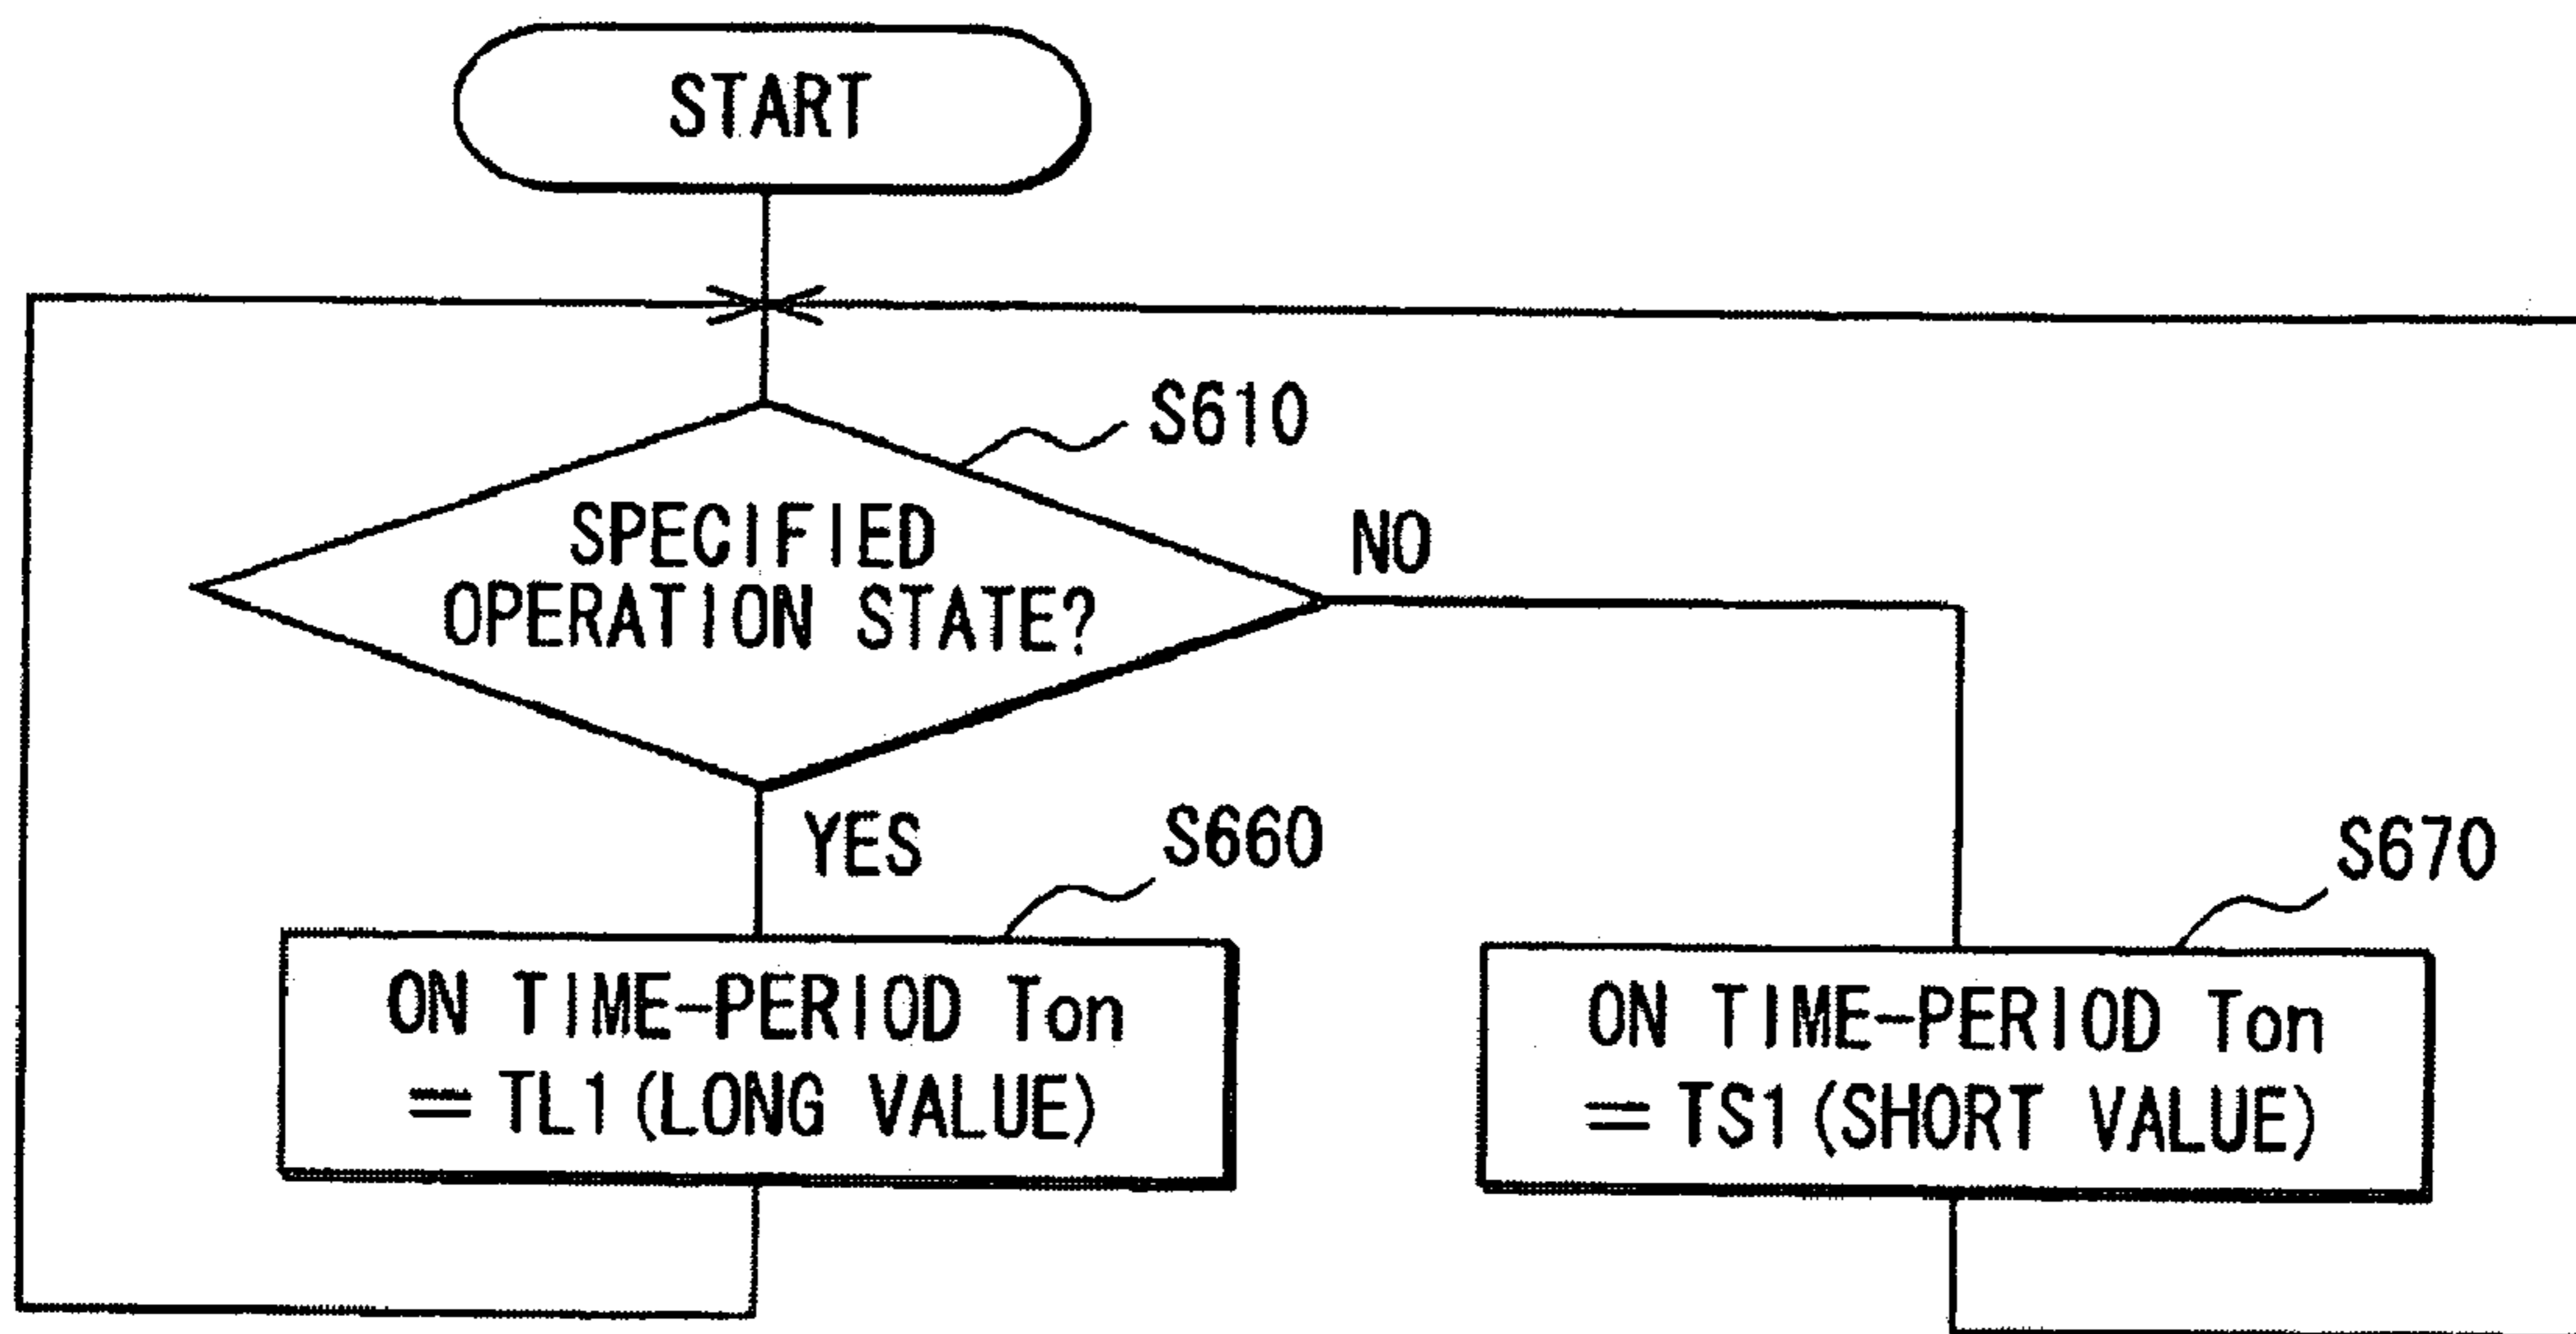 START
S610
SPECIFIED
OPERATION STATE?
NO
YES
S660
S670
ON TIME-PERIOD Ton
= TL1(LONG VALUE)
ON TIME-PERIOD Ton
= TS1(SHORT VALUE)